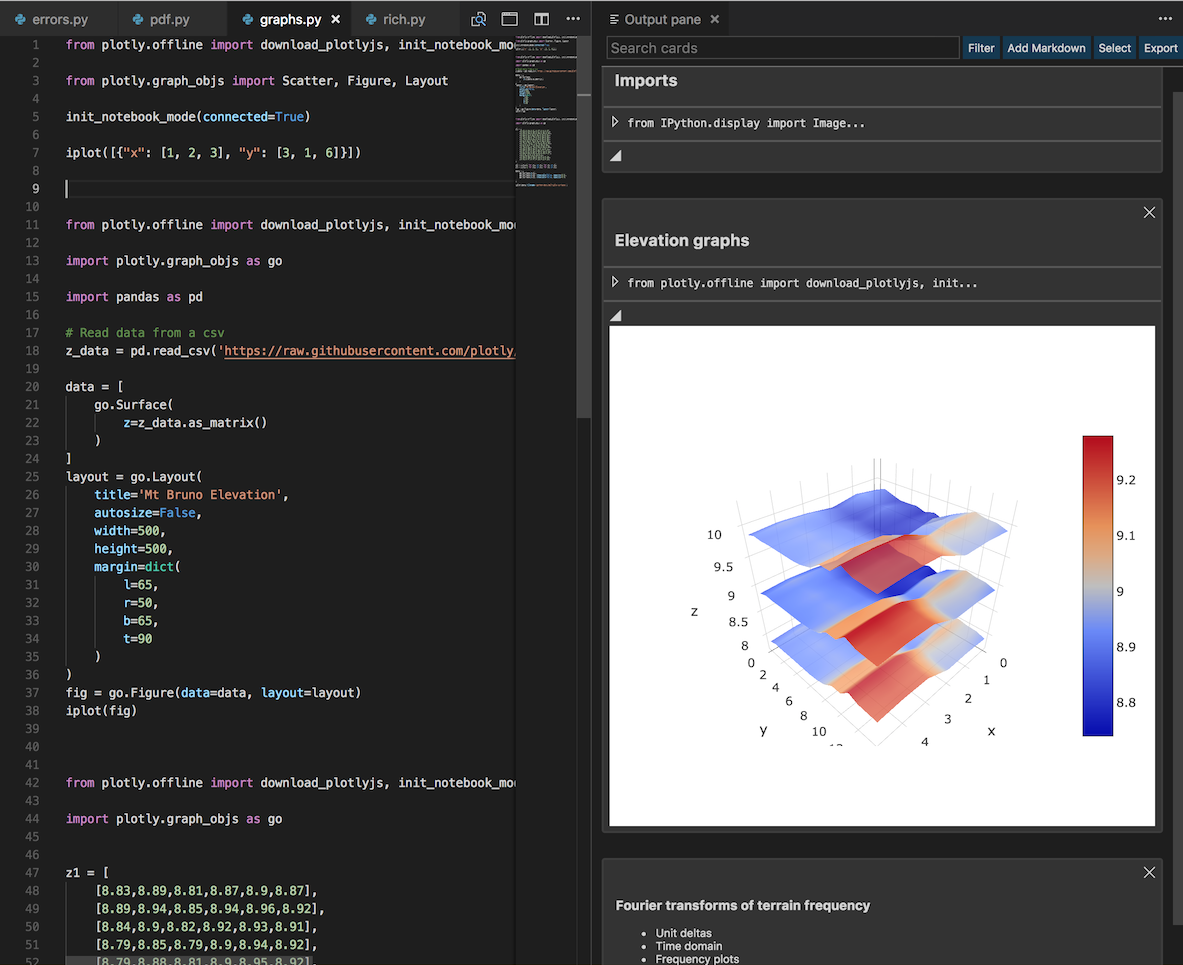 errors.py pdf.py graphs.py rich.py
1 from plotly.offline import download_plotlyjs, init_notebook_mo
2
3 from plotly.graph_objs import Scatter, Figure, Layout
4
5 init_notebook_mode(connected=True)
6
7 iplot([{"x": [1, 2, 3], "y": [3, 1, 6]}])
8
9
10
11 from plotly.offline import download_plotlyjs, init_notebook_mo
12
13 import plotly.graph_objs as go
14
15 import pandas as pd
16
17 # Read data from a csv
18 z_data = pd.read_csv('https://raw.githubusercontent.com/plotly/
19
20 data = [
21 go.Surface(
22 z=z_data.as_matrix()
23 )
24 ]
25 layout = go.Layout(
26 title='Mt Bruno Elevation',
27 autosize=False,
28 width=500,
29 height=500,
30 margin=dict(
31 l=65,
32 r=50,
33 b=65,
34 t=90
35 )
36 )
37 fig = go.Figure(data=data, layout=layout)
38 iplot(fig)
39
40
41
42 from plotly.offline import download_plotlyjs, init_notebook_mo
43
44 import plotly.graph_objs as go
45
46
47 z1 = [
48 [8.83,8.89,8.81,8.87,8.9,8.87],
49 [8.89,8.94,8.85,8.94,8.96,8.92],
50 [8.84,8.9,8.82,8.92,8.93,8.91],
51 [8.79,8.85,8.79,8.9,8.94,8.92],
52 [8.79,8.88,8.81,8.9,8.95,8.92],
Output pane
Search cards Filter Add Markdown Select Export
Imports
from IPython.display import Image...
Elevation graphs
from plotly.offline import download_plotlyjs, init...
10
9.5
9
8.5
8
z
0
2
4
6
8
10
12
y
0
1
2
3
4
x
9.2
9.1
9
8.9
8.8
Fourier transforms of terrain frequency
Unit deltas
Time domain
Frequency plots